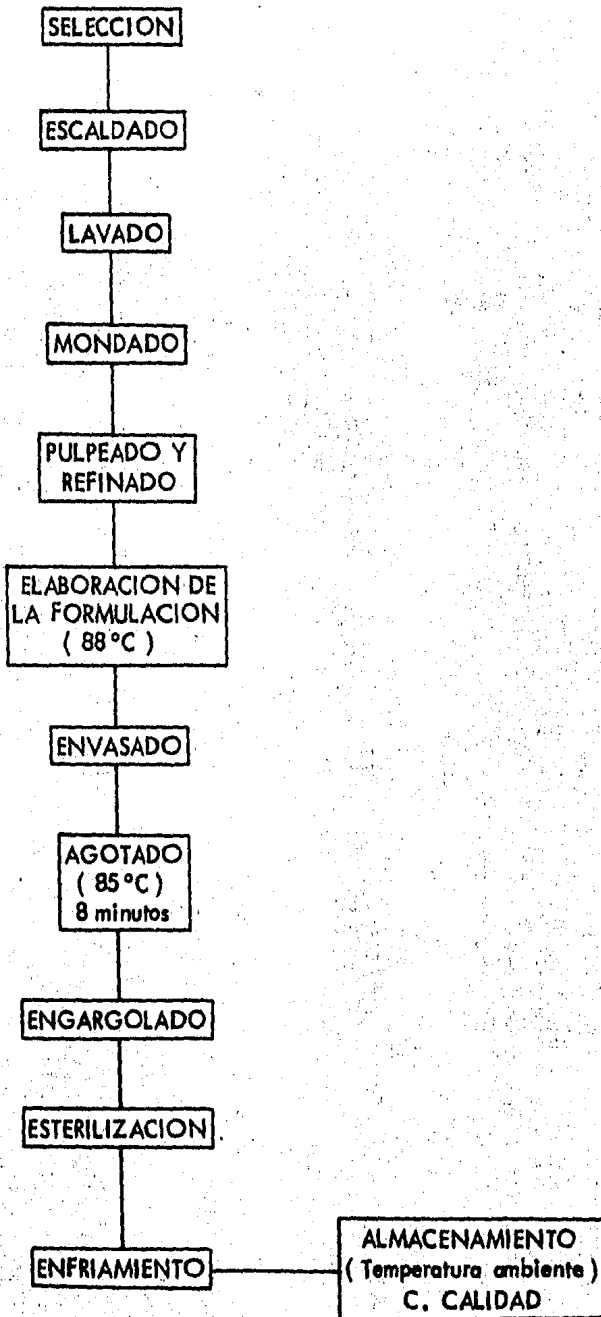 SELECCION
ESCALDADO
LAVADO
MONDADO
PULPEADO Y
REFINADO
ELABORACION DE
LA FORMULACION
( 88°C )
ENVASADO
AGOTADO
( 85°C )
8 minutos
ENGARGOLADO
ESTERILIZACION
ENFRIAMIENTO
ALMACENAMIENTO
( Temperatura ambiente )
C. CALIDAD